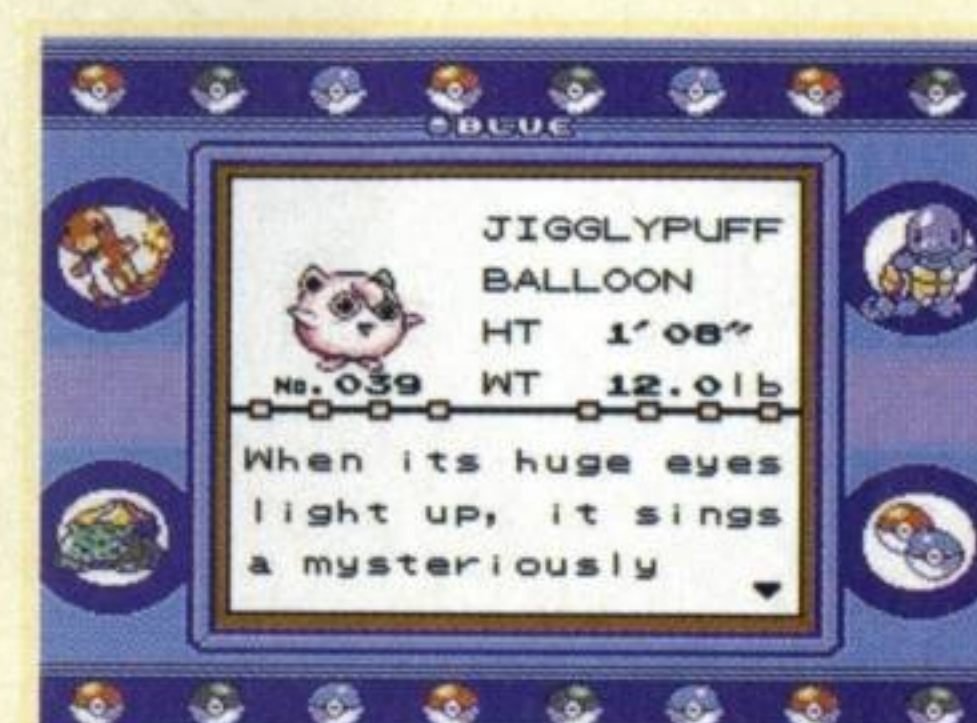 BLUE
JIGGLYPUFF
BALLOON
HT 1′08″
No.039 WT 12.0lb
When its huge eyes
light up, it sings
a mysteriously